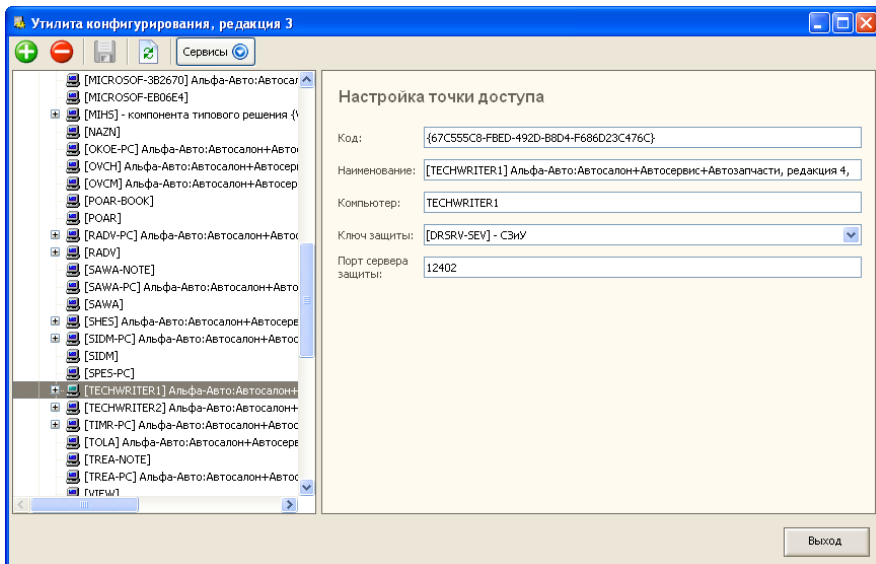 Утилита конфигурирования, редакция 3
Сервисы
[MICROSOF-3B2670] Альфа-Авто:Автосал
[MICROSOF-EB06E4]
[MIHS] - компонента типового решения {V
[NAZN]
[OKOE-PC] Альфа-Авто:Автосалон+Авто
[OVCH] Альфа-Авто:Автосалон+Автосерв
[OVCM] Альфа-Авто:Автосалон+Автосер
[POAR-BOOK]
[POAR]
[RADV-PC] Альфа-Авто:Автосалон+Авто
[RADV]
[SAWA-NOTE]
[SAWA-PC] Альфа-Авто:Автосалон+Авто
[SAWA]
[SHES] Альфа-Авто:Автосалон+Автосерв
[SIDM-PC] Альфа-Авто:Автосалон+Автос
[SIDM]
[SPES-PC]
[TECHWRITER1] Альфа-Авто:Автосалон+
[TECHWRITER2] Альфа-Авто:Автосалон+
[TIMR-PC] Альфа-Авто:Автосалон+Автос
[TOLA] Альфа-Авто:Автосалон+Автосерв
[TREA-NOTE]
[TREA-PC] Альфа-Авто:Автосалон+Автос
[VIEW]
Настройка точки доступа
Код: {67C555C8-FBED-492D-B8D4-F686D23C476C}
Наименование: [TECHWRITER1] Альфа-Авто:Автосалон+Автосервис+Автозапчасти, редакция 4,
Компьютер: TECHWRITER1
Ключ защиты: [DRSRV-SEV] - СЗиУ
Порт сервера
защиты: 12402
Выход